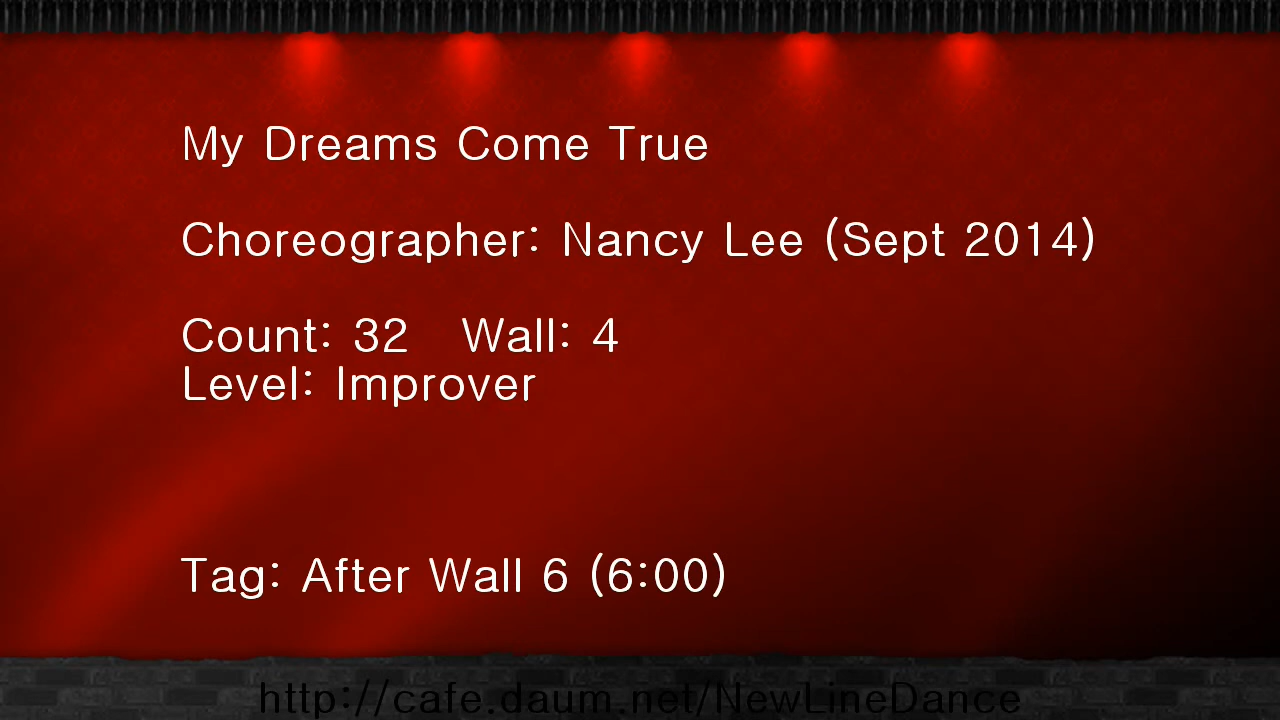 My Dreams Come True
Choreographer: Nancy Lee (Sept 2014)
Count: 32 Wall: 4
Level: Improver
Tag: After Wall 6 (6:00)
http://cafe.daum.net/NewLineDance